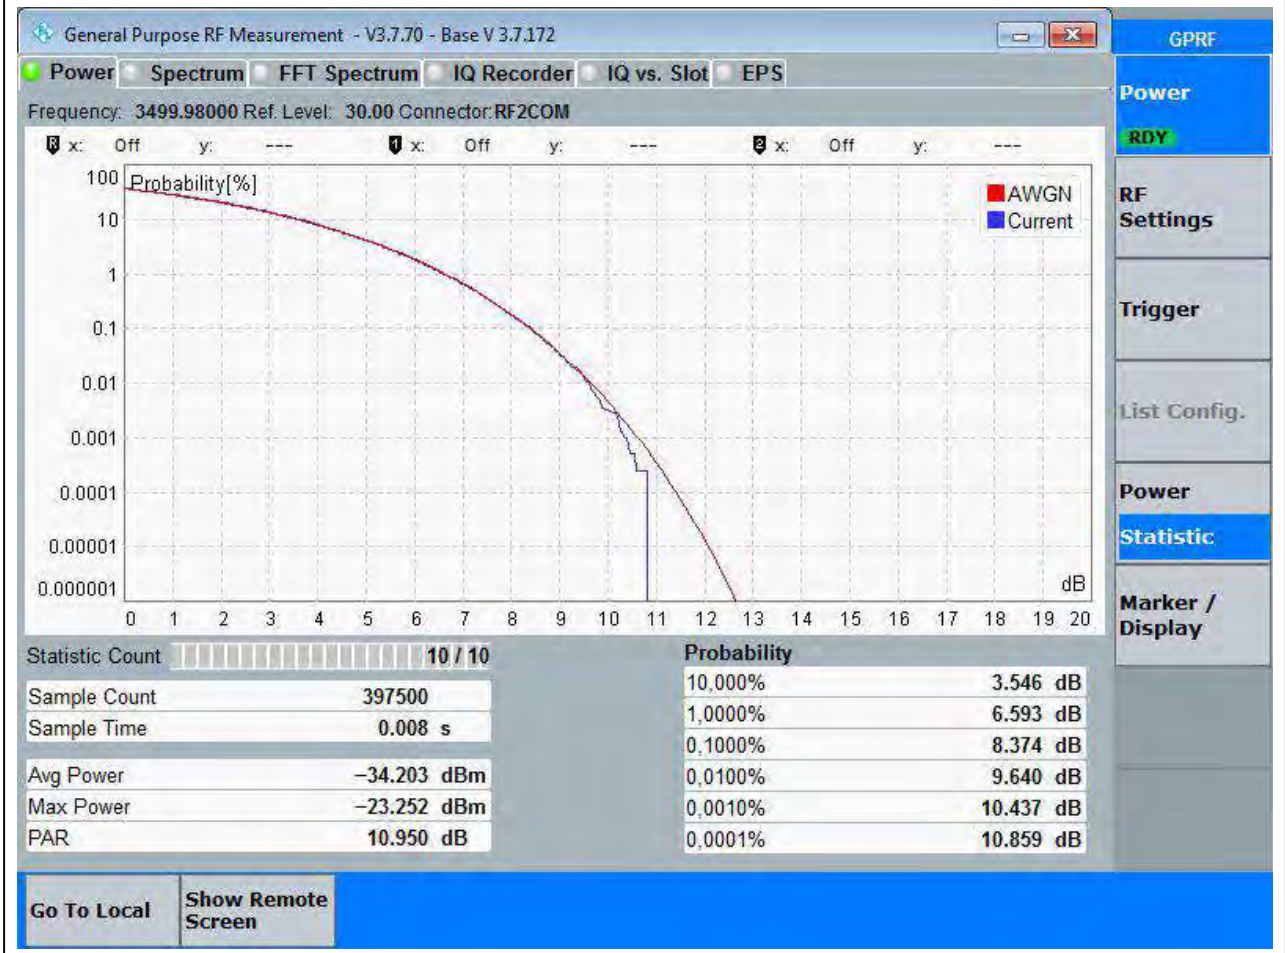 General Purpose RF Measurement - V3.7.70 - Base V 3.7.172
GPRF
Power Spectrum FFT Spectrum IQ Recorder IQ vs. Slot EPS
Frequency: 3499.98000 Ref. Level: 30.00 Connector:RF2COM
R x: Off y: --- 1 x: Off y: --- 2 x: Off y: ---
Probability[%]
AWGN
Current
100
10
1
0.1
0.01
0.001
0.0001
0.00001
0.000001
dB
0 1 2 3 4 5 6 7 8 9 10 11 12 13 14 15 16 17 18 19 20
Statistic Count 10 / 10
Sample Count 397500
Sample Time 0.008 s
Avg Power −34.203 dBm
Max Power −23.252 dBm
PAR 10.950 dB
Probability
10,000% 3.546 dB
1,0000% 6.593 dB
0,1000% 8.374 dB
0,0100% 9.640 dB
0,0010% 10.437 dB
0,0001% 10.859 dB
Power
RDY
RF
Settings
Trigger
List Config.
Power
Statistic
Marker /
Display
Go To Local
Show Remote
Screen